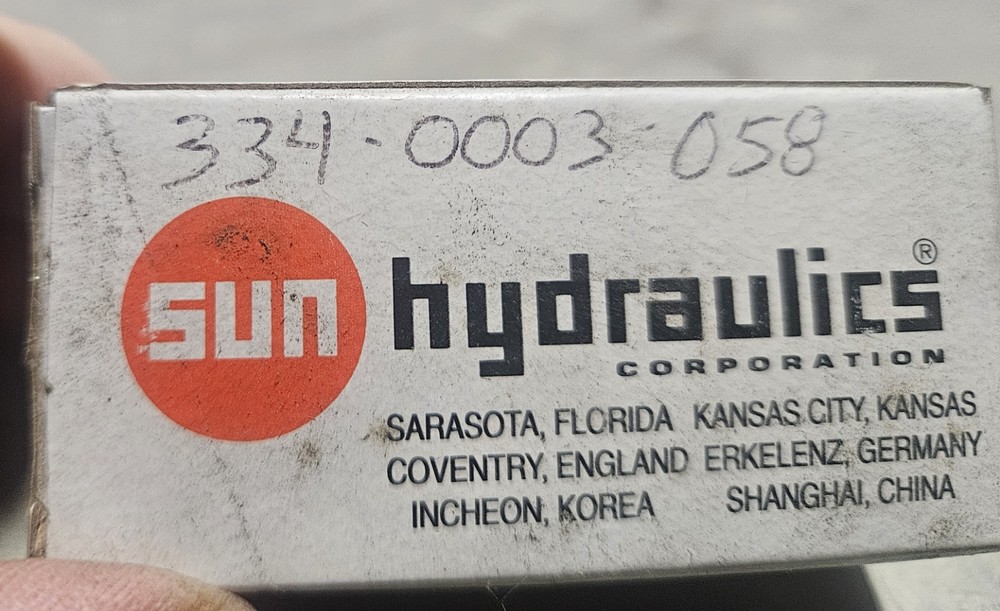 334-0003-058
sun hydraulics®
CORPORATION
SARASOTA, FLORIDA KANSAS CITY, KANSAS
COVENTRY, ENGLAND ERKELENZ, GERMANY
INCHEON, KOREA SHANGHAI, CHINA